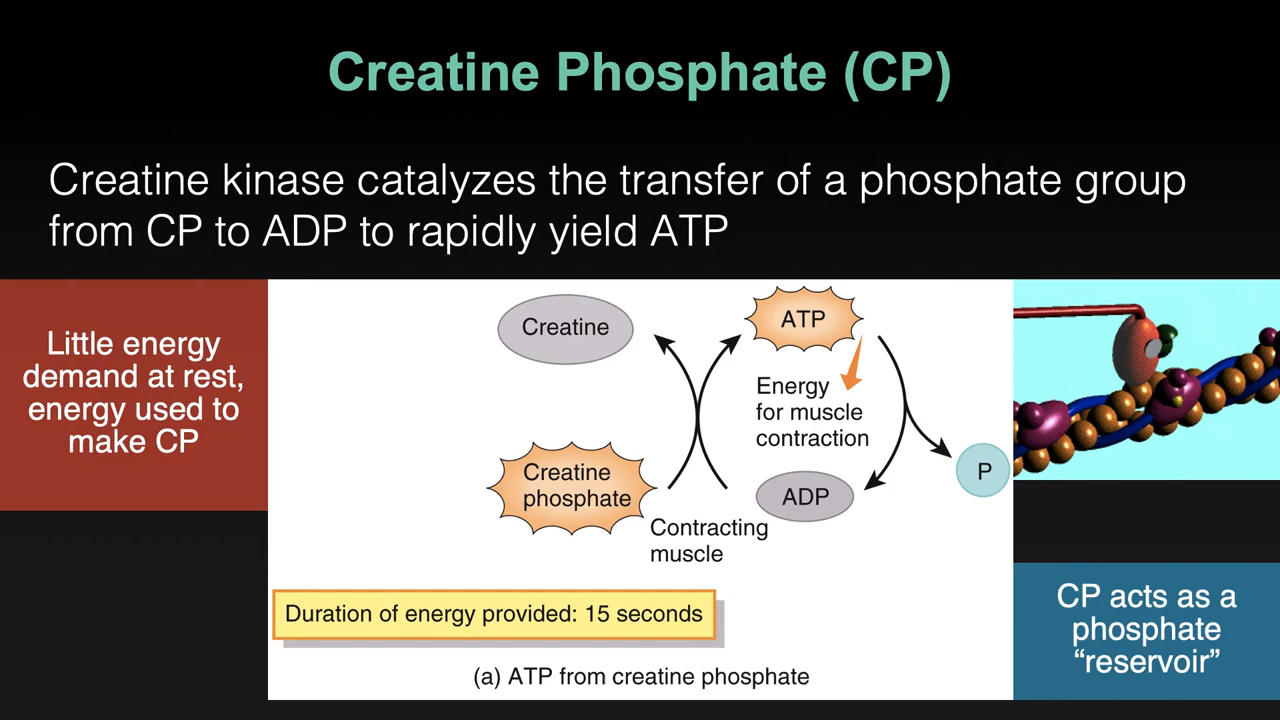 Creatine Phosphate (CP)
Creatine kinase catalyzes the transfer of a phosphate group
from CP to ADP to rapidly yield ATP
Little energy
demand at rest,
energy used to
make CP
Creatine
ATP
Energy
for muscle
contraction
Creatine
phosphate
ADP
P
Contracting
muscle
Duration of energy provided: 15 seconds
(a) ATP from creatine phosphate
CP acts as a
phosphate
“reservoir”